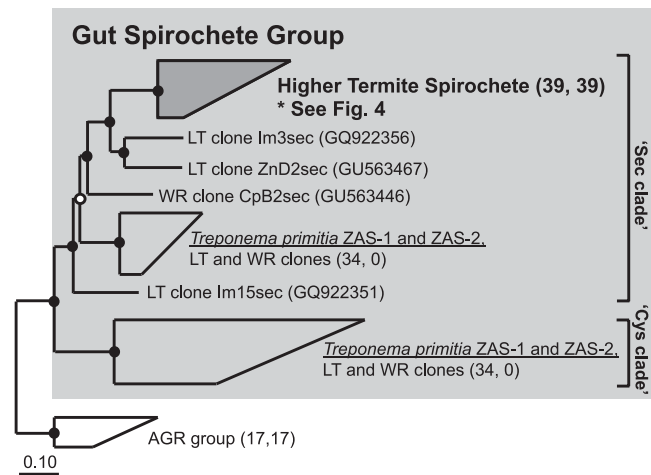 Gut Spirochete Group
Higher Termite Spirochete (39, 39)
* See Fig. 4
LT clone Im3sec (GQ922356)
LT clone ZnD2sec (GU563467)
WR clone CpB2sec (GU563446)
Treponema primitia ZAS-1 and ZAS-2,
LT and WR clones (34, 0)
LT clone Im15sec (GQ922351)
'Sec clade'
Treponema primitia ZAS-1 and ZAS-2,
LT and WR clones (34, 0)
'Cys clade'
AGR group (17,17)
0.10